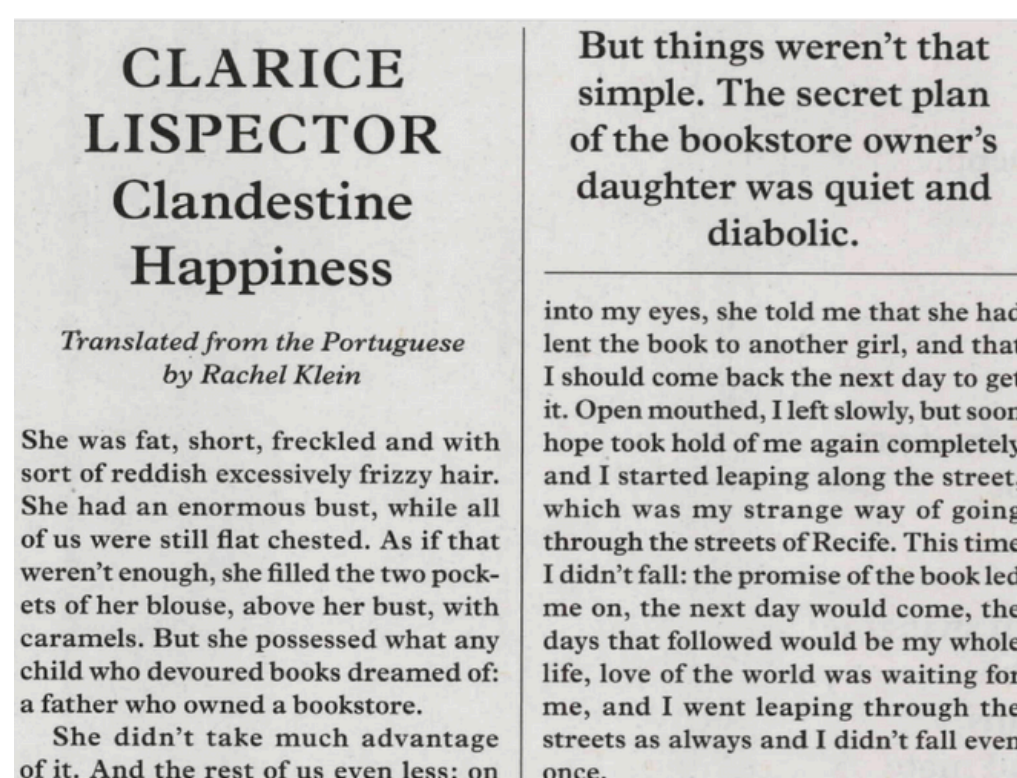 CLARICE
LISPECTOR
Clandestine
Happiness
Translated from the Portuguese
by Rachel Klein
She was fat, short, freckled and with
sort of reddish excessively frizzy hair.
She had an enormous bust, while all
of us were still flat chested. As if that
weren't enough, she filled the two pock-
ets of her blouse, above her bust, with
caramels. But she possessed what any
child who devoured books dreamed of:
a father who owned a bookstore.
She didn't take much advantage
of it. And the rest of us even less: on
But things weren't that
simple. The secret plan
of the bookstore owner's
daughter was quiet and
diabolic.
into my eyes, she told me that she had
lent the book to another girl, and that
I should come back the next day to get
it. Open mouthed, I left slowly, but soon
hope took hold of me again completely
and I started leaping along the street,
which was my strange way of going
through the streets of Recife. This time
I didn't fall: the promise of the book led
me on, the next day would come, the
days that followed would be my whole
life, love of the world was waiting for
me, and I went leaping through the
streets as always and I didn't fall even
once.